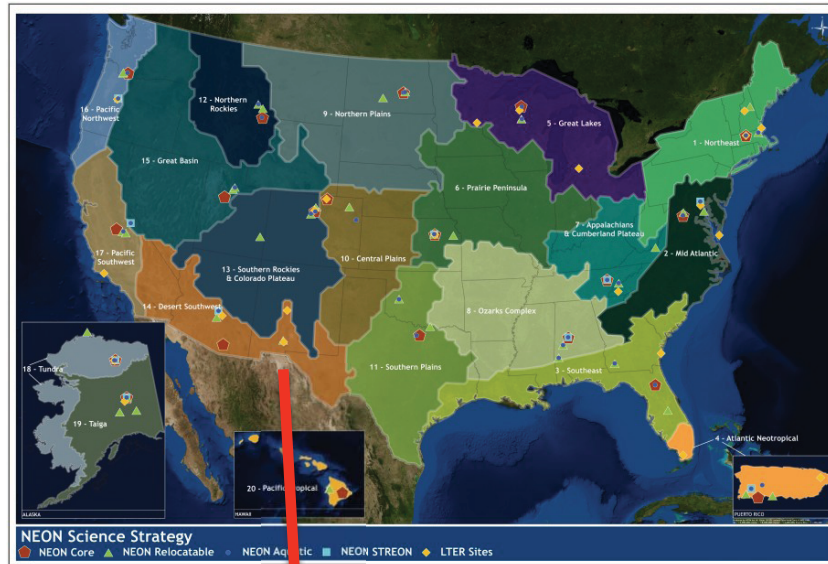 16 - Pacific
Northwest
12 - Northern
Rockies
9 - Northern Plains
5 - Great Lakes
1 - Northeast
15 - Great Basin
6 - Prairie Peninsula
7 - Appalachians
& Cumberland Plateau
2 - Mid Atlantic
17 - Pacific
Southwest
13 - Southern Rockies
& Colorado Plateau
10 - Central Plains
14 - Desert Southwest
8 - Ozarks Complex
11 - Southern Plains
3 - Southeast
18 - Tundra
19 - Taiga
4 - Atlantic Neotropical
20 - Pacific Tropical
ALASKA
HAWAII
PUERTO RICO
NEON Science Strategy
NEON Core NEON Relocatable NEON Aquatic NEON STREON LTER Sites